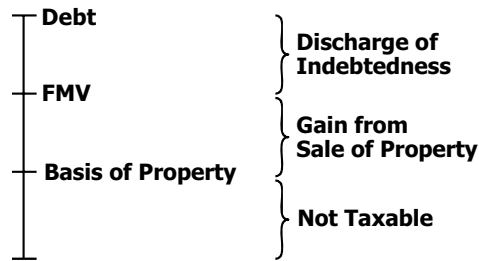 Debt
Discharge of
Indebtedness
FMV
Gain from
Sale of Property
Basis of Property
Not Taxable